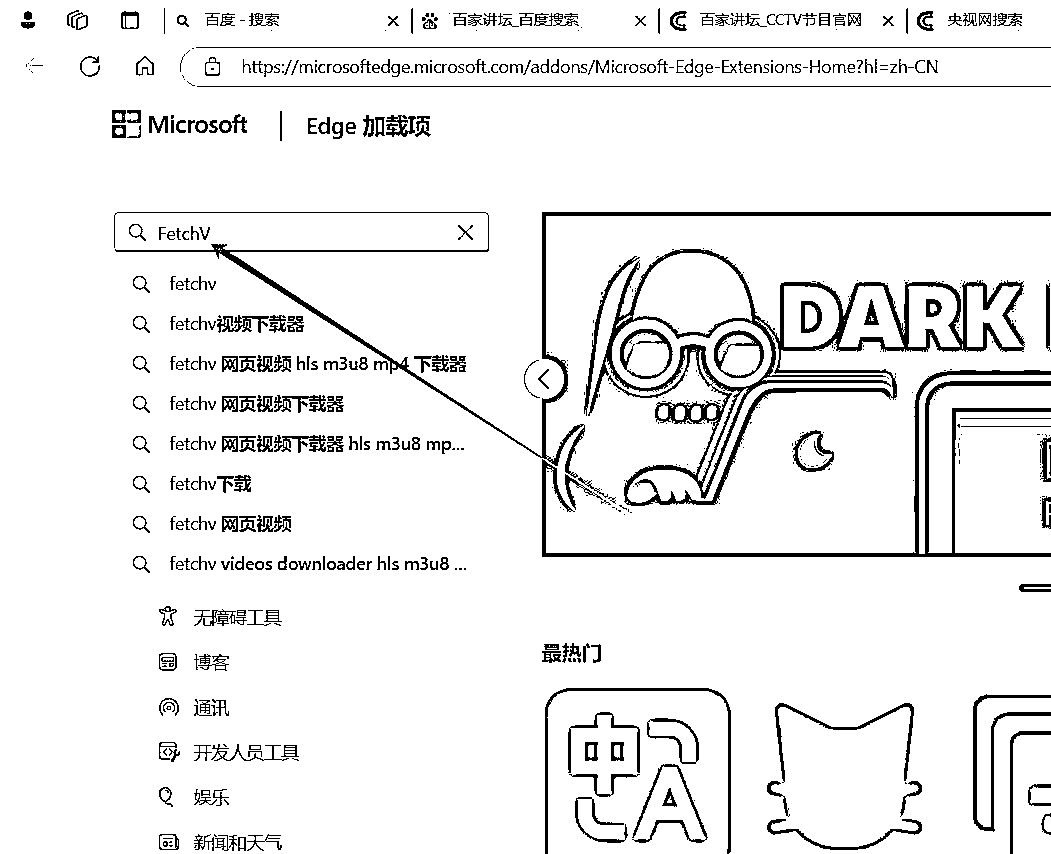 百度 - 搜索
百家讲坛_百度搜索
百家讲坛_CCTV节目官网
央视网搜索
https://microsoftedge.microsoft.com/addons/Microsoft-Edge-Extensions-Home?hl=zh-CN
Microsoft
Edge 加载项
FetchV
fetchv
fetchv视频下载器
fetchv 网页视频 hls m3u8 mp4 下载器
fetchv 网页视频下载器
fetchv 网页视频下载器 hls m3u8 mp...
fetchv下载
fetchv 网页视频
fetchv videos downloader hls m3u8 ...
无障碍工具
博客
通讯
开发人员工具
娱乐
新闻和天气
DARK
最热门
中
A